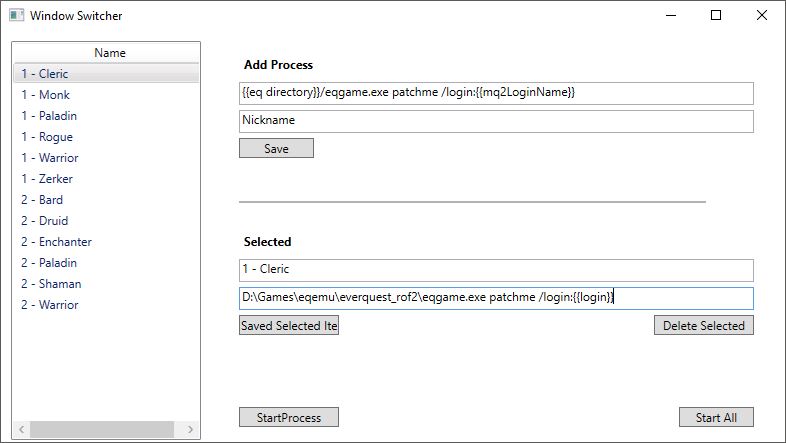 Window Switcher
Name
1 - Cleric
1 - Monk
1 - Paladin
1 - Rogue
1 - Warrior
1 - Zerker
2 - Bard
2 - Druid
2 - Enchanter
2 - Paladin
2 - Shaman
2 - Warrior
Add Process
{{eq directory}}/eqgame.exe patchme /login:{{mq2LoginName}}
Nickname
Save
Selected
1 - Cleric
D:\Games\eqemu\everquest_rof2\eqgame.exe patchme /login:{{login}}
Saved Selected Ite
Delete Selected
StartProcess
Start All